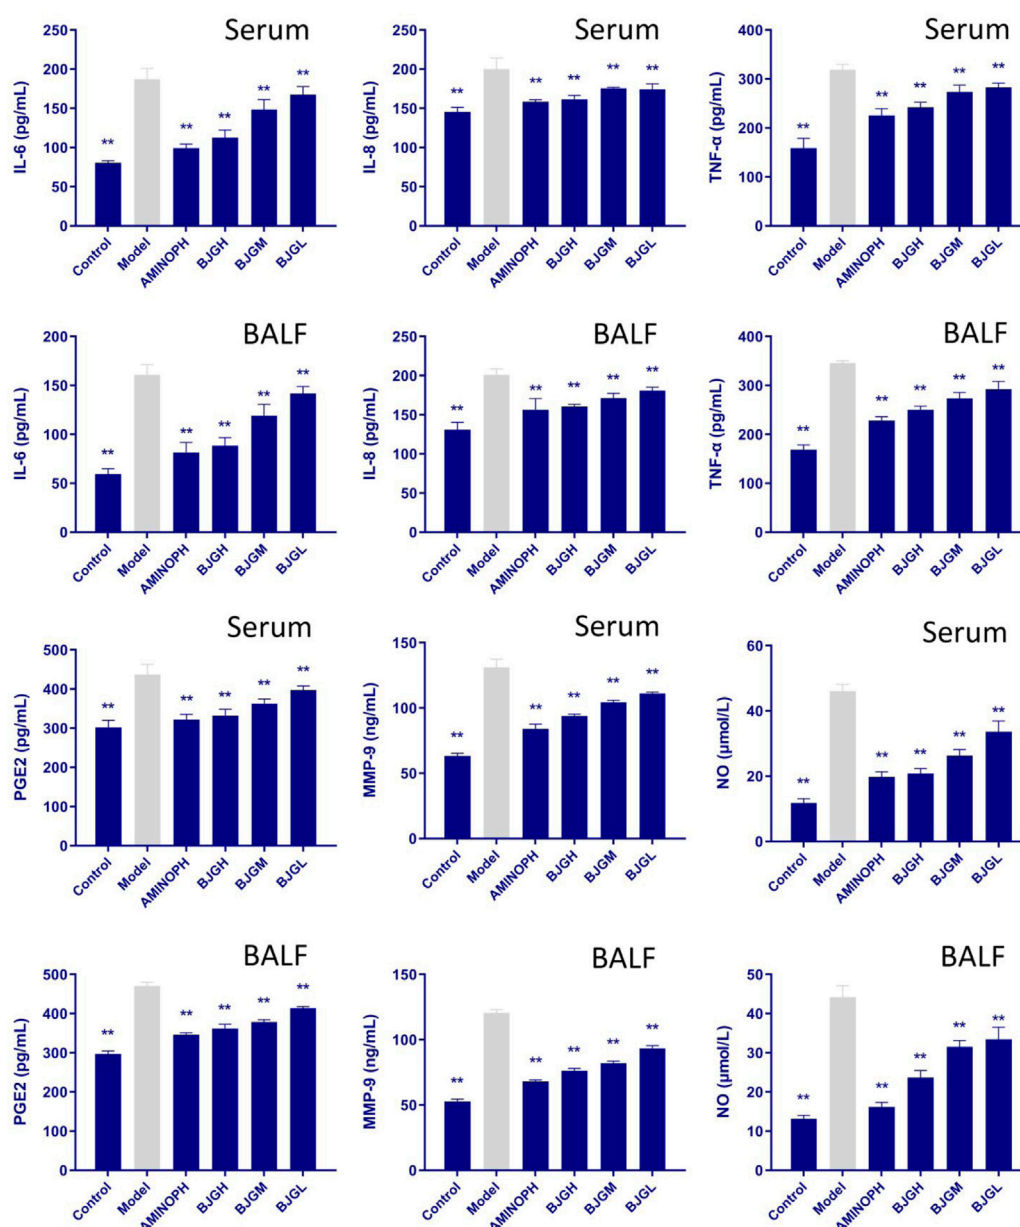 Serum
IL-6 (pg/mL)
250
200
150
100
50
0
Control
Model
AMINOPH
BJGH
BJGM
BJGL
**
**
**
**
**
Serum
IL-8 (pg/mL)
250
200
150
100
50
0
Control
Model
AMINOPH
BJGH
BJGM
BJGL
**
**
**
**
**
Serum
TNF-α (pg/mL)
400
300
200
100
0
Control
Model
AMINOPH
BJGH
BJGM
BJGL
**
**
**
**
**
BALF
IL-6 (pg/mL)
200
150
100
50
0
Control
Model
AMINOPH
BJGH
BJGM
BJGL
**
**
**
**
**
BALF
IL-8 (pg/mL)
250
200
150
100
50
0
Control
Model
AMINOPH
BJGH
BJGM
BJGL
**
**
**
**
**
BALF
TNF-α (pg/mL)
400
300
200
100
0
Control
Model
AMINOPH
BJGH
BJGM
BJGL
**
**
**
**
**
Serum
PGE2 (pg/mL)
500
400
300
200
100
0
Control
Model
AMINOPH
BJGH
BJGM
BJGL
**
**
**
**
**
Serum
MMP-9 (ng/mL)
150
100
50
0
Control
Model
AMINOPH
BJGH
BJGM
BJGL
**
**
**
**
**
Serum
NO (μmol/L)
60
40
20
0
Control
Model
AMINOPH
BJGH
BJGM
BJGL
**
**
**
**
**
BALF
PGE2 (pg/mL)
500
400
300
200
100
0
Control
Model
AMINOPH
BJGH
BJGM
BJGL
**
**
**
**
**
BALF
MMP-9 (ng/mL)
150
100
50
0
Control
Model
AMINOPH
BJGH
BJGM
BJGL
**
**
**
**
**
BALF
NO (μmol/L)
50
40
30
20
10
0
Control
Model
AMINOPH
BJGH
BJGM
BJGL
**
**
**
**
**